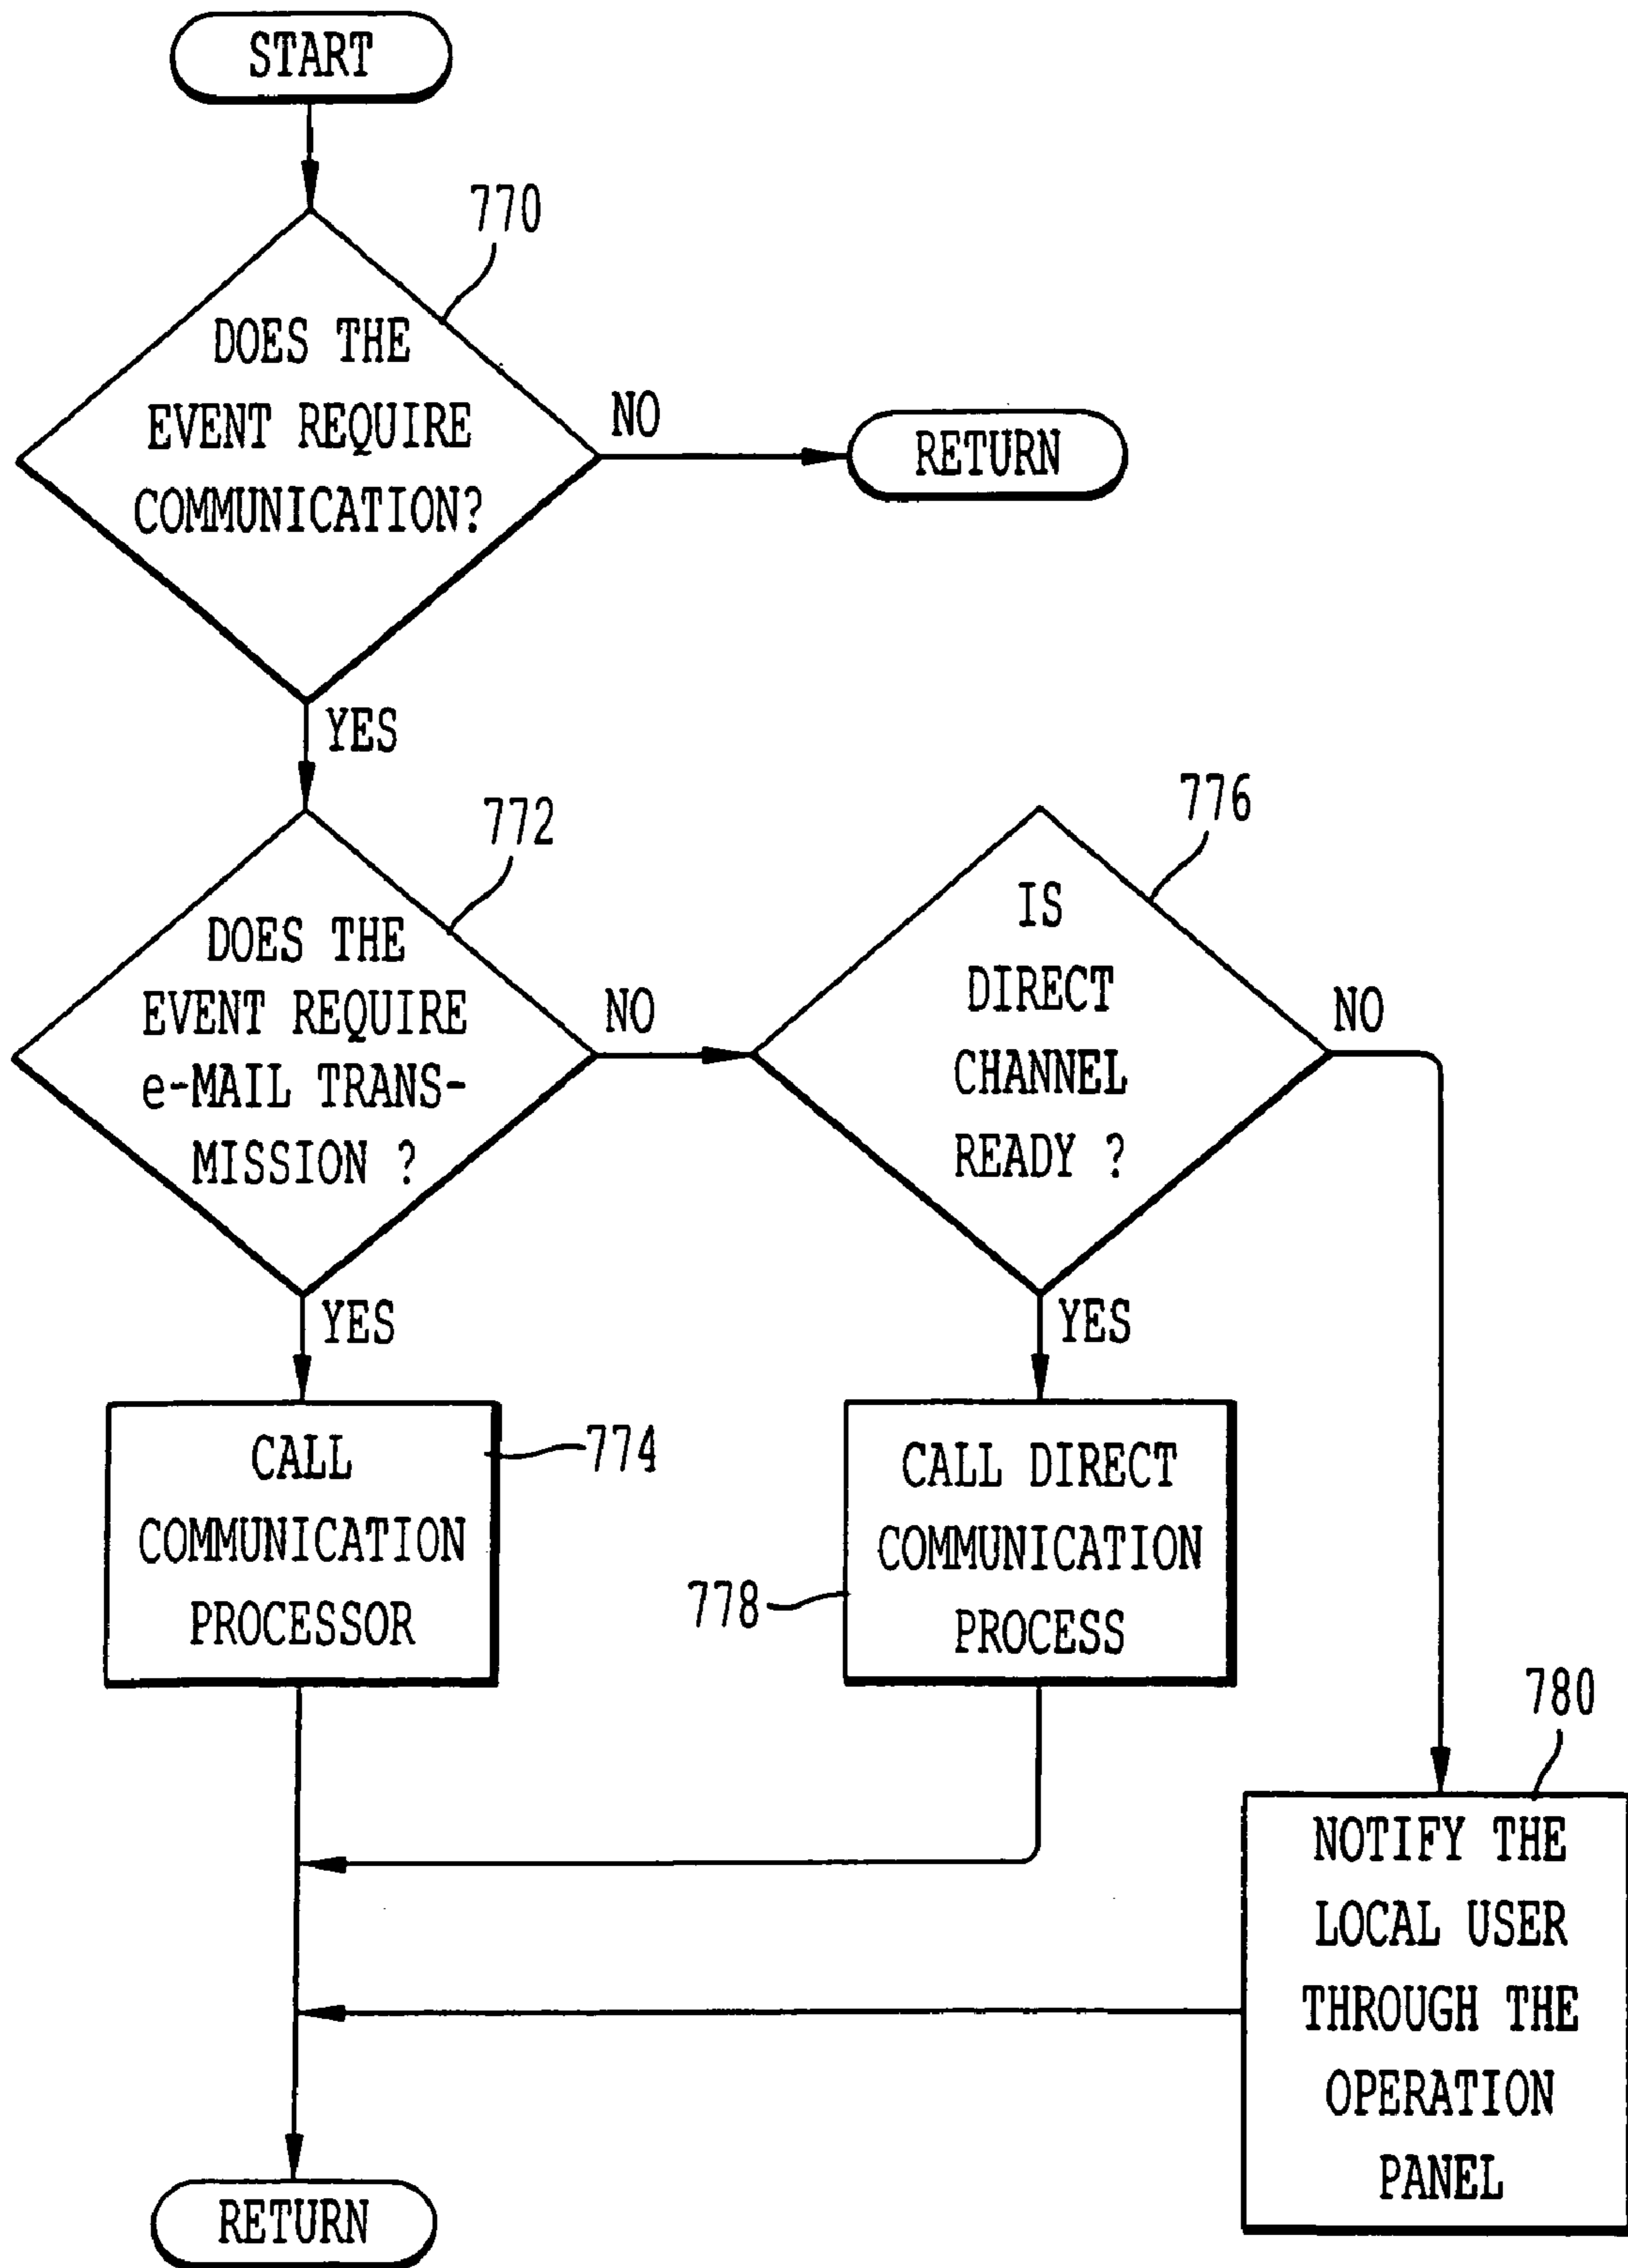 START
770
DOES THE
EVENT REQUIRE
COMMUNICATION?
NO
RETURN
YES
772
DOES THE
EVENT REQUIRE
e-MAIL TRANS-
MISSION ?
NO
776
IS
DIRECT
CHANNEL
READY ?
NO
YES
YES
CALL
COMMUNICATION
PROCESSOR
774
CALL DIRECT
COMMUNICATION
PROCESS
778
780
NOTIFY THE
LOCAL USER
THROUGH THE
OPERATION
PANEL
RETURN